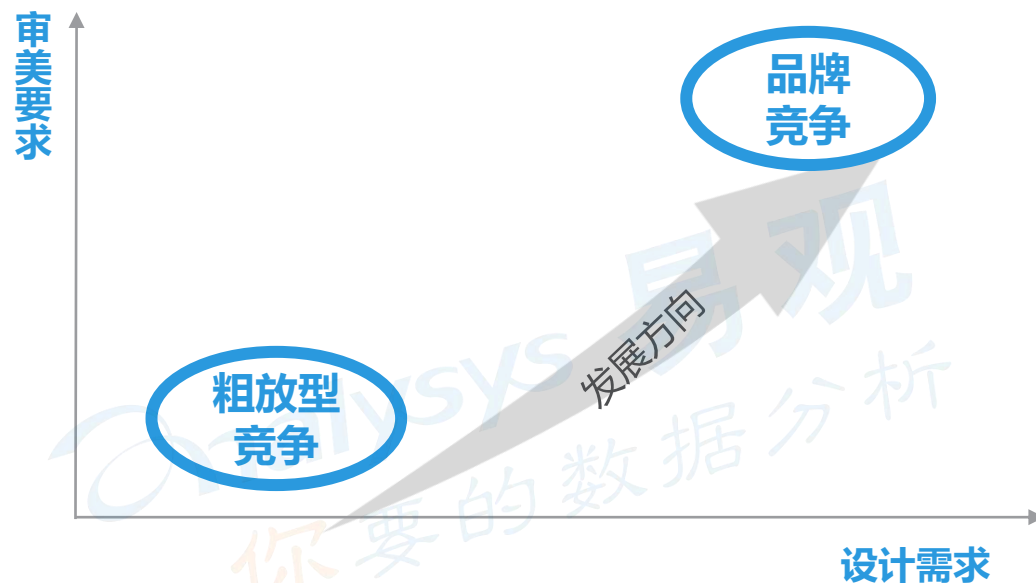 审美要求
品牌
竞争
发展方向
粗放型
竞争
设计需求
analysys 易观
你要的数据分析